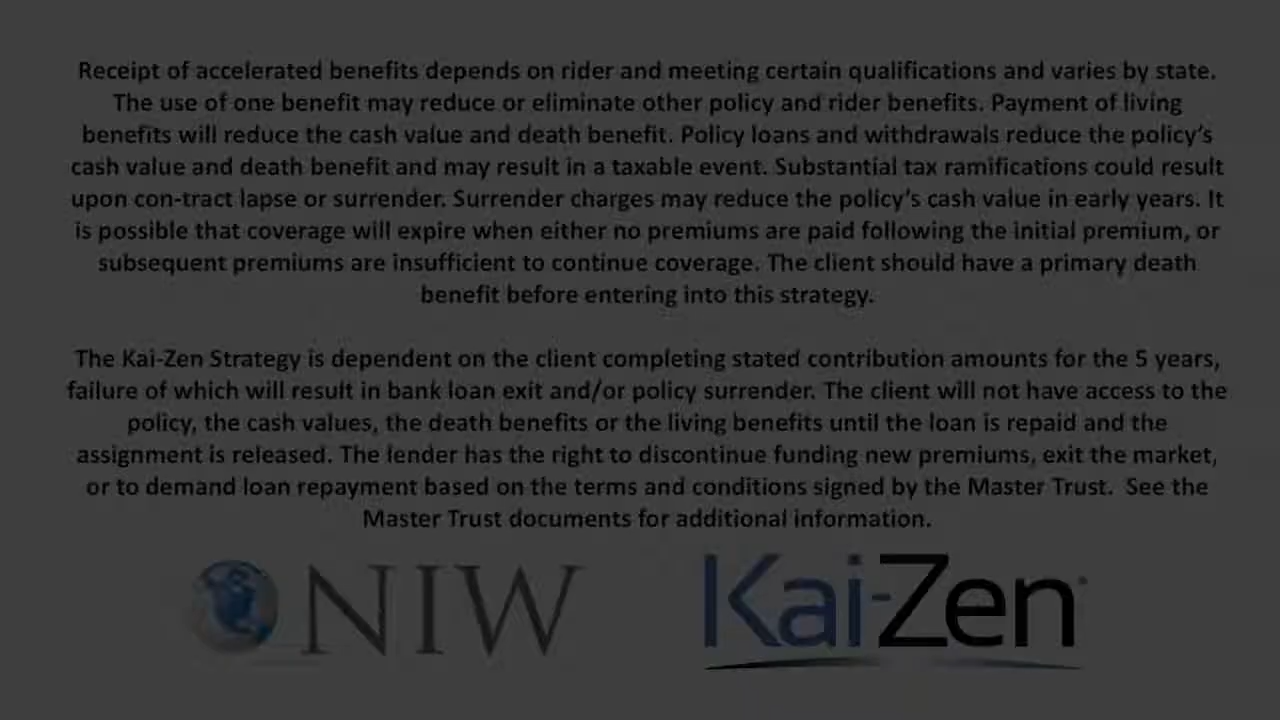 Receipt of accelerated benefits depends on rider and meeting certain qualifications and varies by state.
The use of one benefit may reduce or eliminate other policy and rider benefits. Payment of living
benefits will reduce the cash value and death benefit. Policy loans and withdrawals reduce the policy’s
cash value and death benefit and may result in a taxable event. Substantial tax ramifications could result
upon con-tract lapse or surrender. Surrender charges may reduce the policy’s cash value in early years. It
is possible that coverage will expire when either no premiums are paid following the initial premium, or
subsequent premiums are insufficient to continue coverage. The client should have a primary death
benefit before entering into this strategy.
The Kai-Zen Strategy is dependent on the client completing stated contribution amounts for the 5 years,
failure of which will result in bank loan exit and/or policy surrender. The client will not have access to the
policy, the cash values, the death benefits or the living benefits until the loan is repaid and the
assignment is released. The lender has the right to discontinue funding new premiums, exit the market,
or to demand loan repayment based on the terms and conditions signed by the Master Trust. See the
Master Trust documents for additional information.
NIW
Kai-Zen